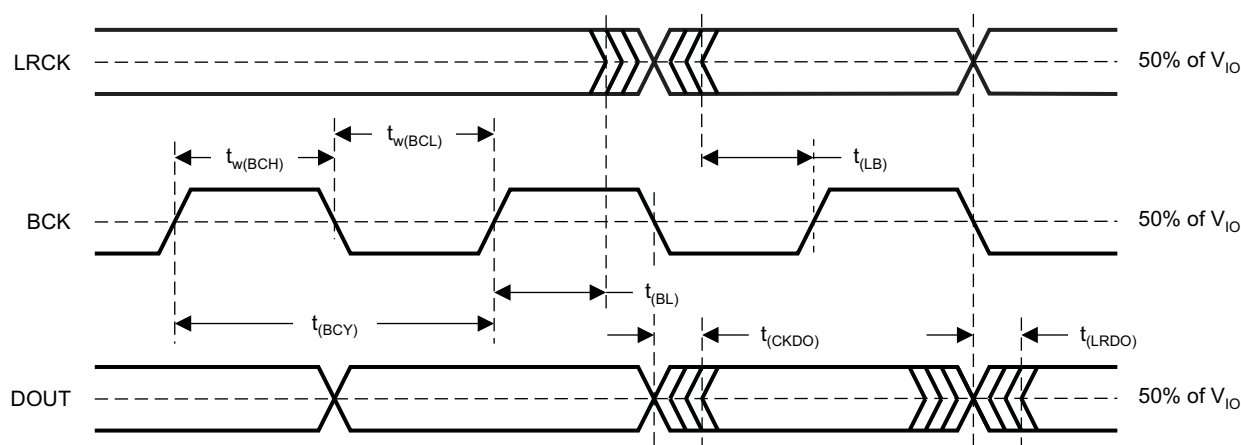 LRCK
50% of V_IO
t_w(BCH)
t_w(BCL)
t_(LB)
BCK
50% of V_IO
t_(BL)
t_(BCY)
t_(CKDO)
t_(LRDO)
DOUT
50% of V_IO